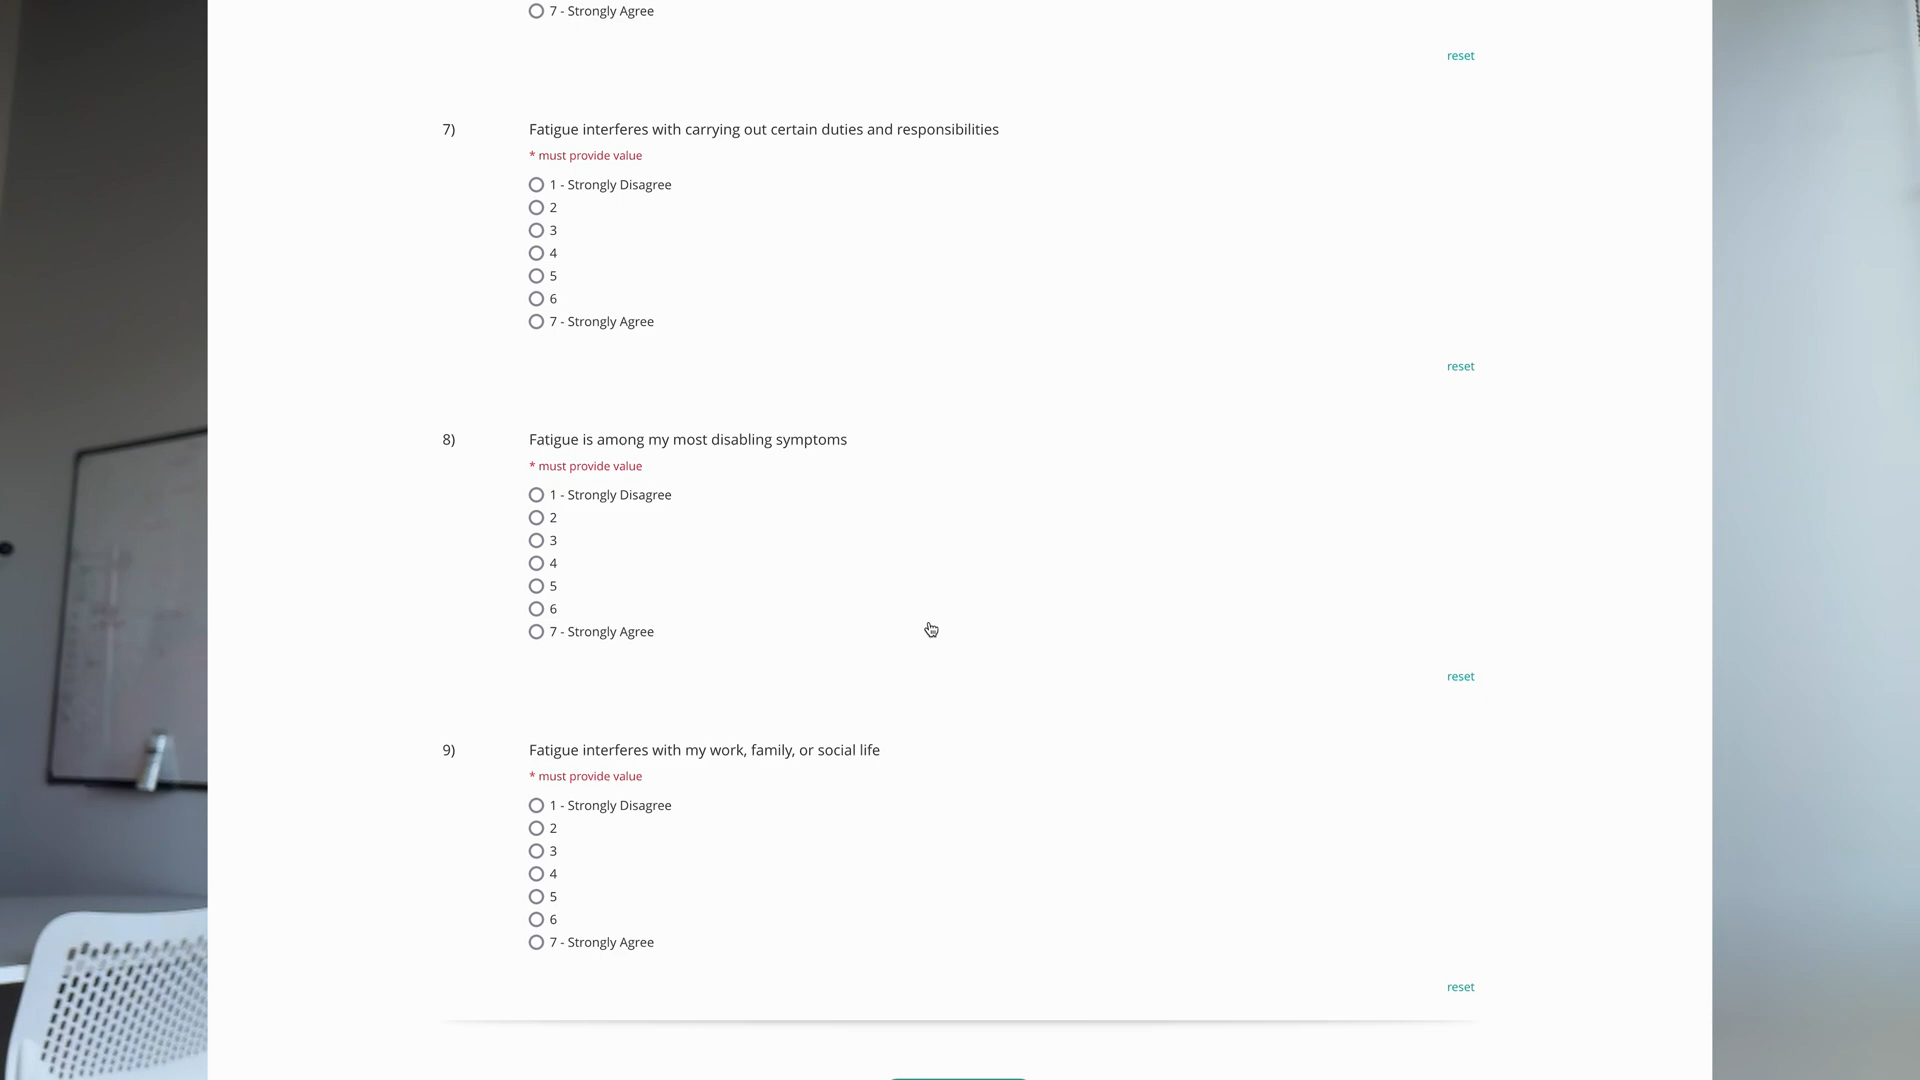 7 - Strongly Agree
reset
7) Fatigue interferes with carrying out certain duties and responsibilities
* must provide value
1 - Strongly Disagree
2
3
4
5
6
7 - Strongly Agree
reset
8) Fatigue is among my most disabling symptoms
* must provide value
1 - Strongly Disagree
2
3
4
5
6
7 - Strongly Agree
reset
9) Fatigue interferes with my work, family, or social life
* must provide value
1 - Strongly Disagree
2
3
4
5
6
7 - Strongly Agree
reset